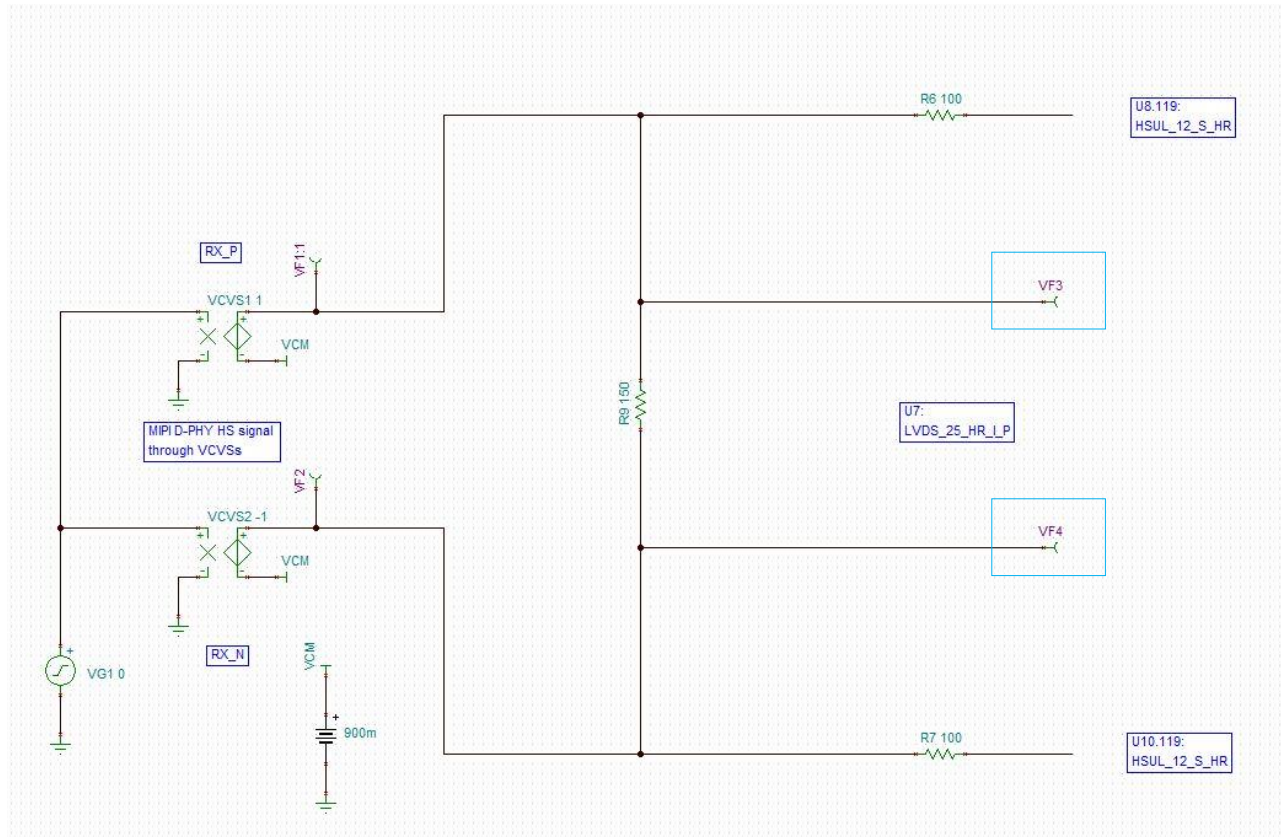 R6 100
U8.119:
HSUL_12_S_HR
RX_P
VF1:1
VF3
VCVS1 1
+
+
-
-
VCM
R9 150
U7:
LVDS_25_HR_I_P
MIPI D-PHY HS signal
through VCVSs
VF2
VCVS2 -1
+
+
-
-
VCM
VF4
RX_N
VCM
+
VG1 0
+
900m
R7 100
U10.119:
HSUL_12_S_HR